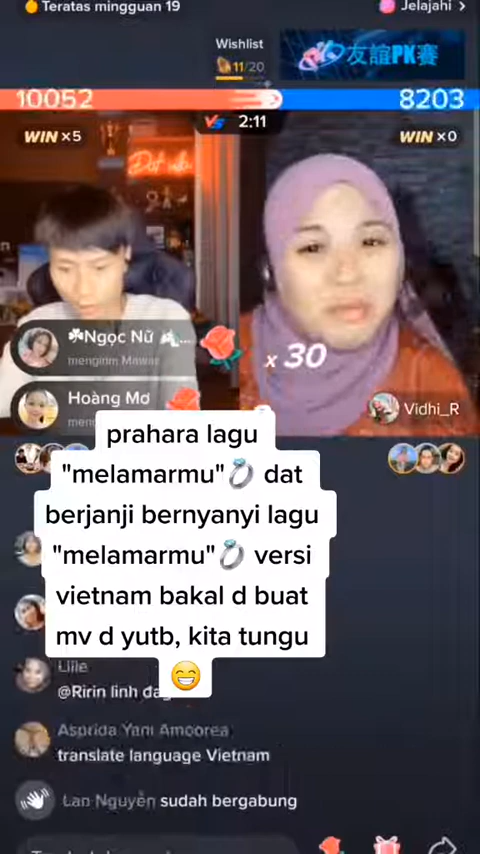 Teratas mingguan 19
Jelajahi >
Wishlist
11/20
友誼PK賽
10052
8203
WIN ×5
VS 2:11
WIN ×0
Ngọc Nữ ...
mengirim Mawar
x 30
Hoàng Mơ
Vidhi_R
prahara lagu
"melamarmu"💍 dat
berjanji bernyanyi lagu
"melamarmu"💍 versi
vietnam bakal d buat
mv d yutb, kita tungu
😁
@Ririn linh
Asprida Yani Amoorea
translate language Vietnam
Lan Nguyễn sudah bergabung